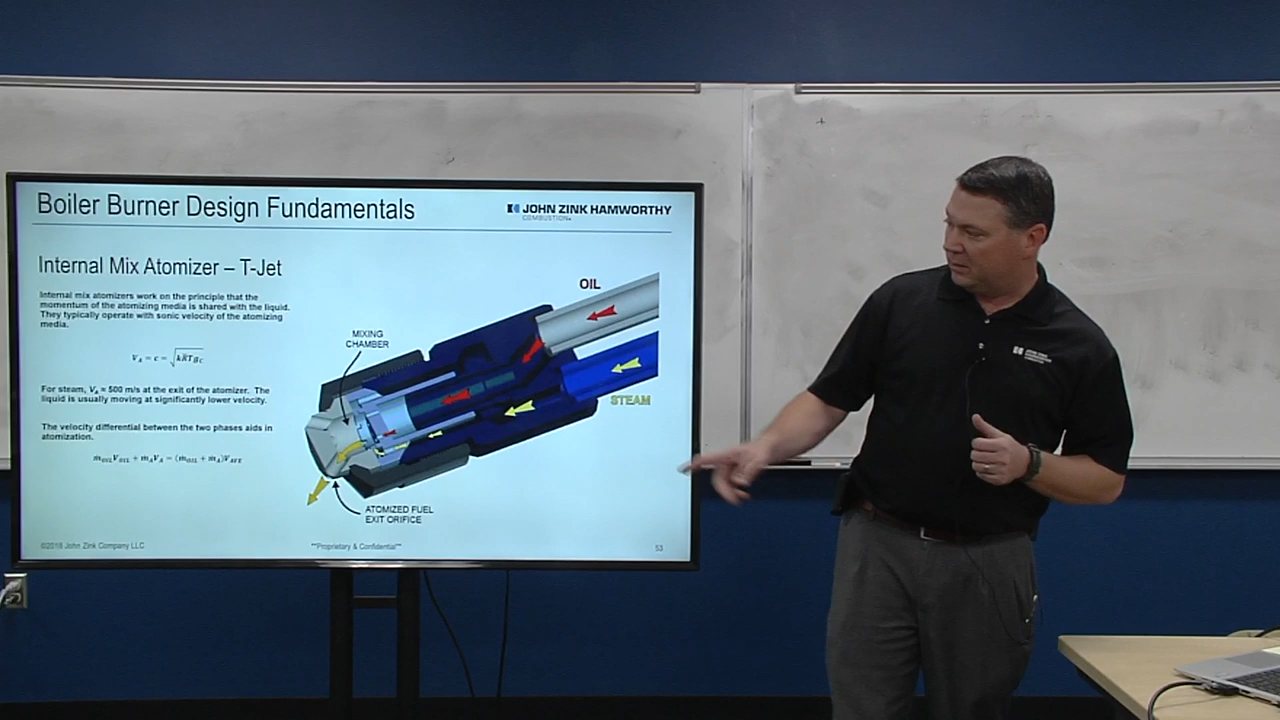 Boiler Burner Design Fundamentals
JOHN ZINK HAMWORTHY
COMBUSTION
Internal Mix Atomizer – T-Jet
Internal mix atomizers work on the principle that the
momentum of the atomizing media is shared with the liquid.
They typically operate with sonic velocity of the atomizing
media.
For steam, V_A ≈ 500 m/s at the exit of the atomizer. The
liquid is usually moving at significantly lower velocity.
The velocity differential between the two phases aids in
atomization.
OIL
MIXING
CHAMBER
STEAM
ATOMIZED FUEL
EXIT ORIFICE
©2018 John Zink Company LLC
**Proprietary & Confidential**
53
JOHN ZINK
HAMWORTHY